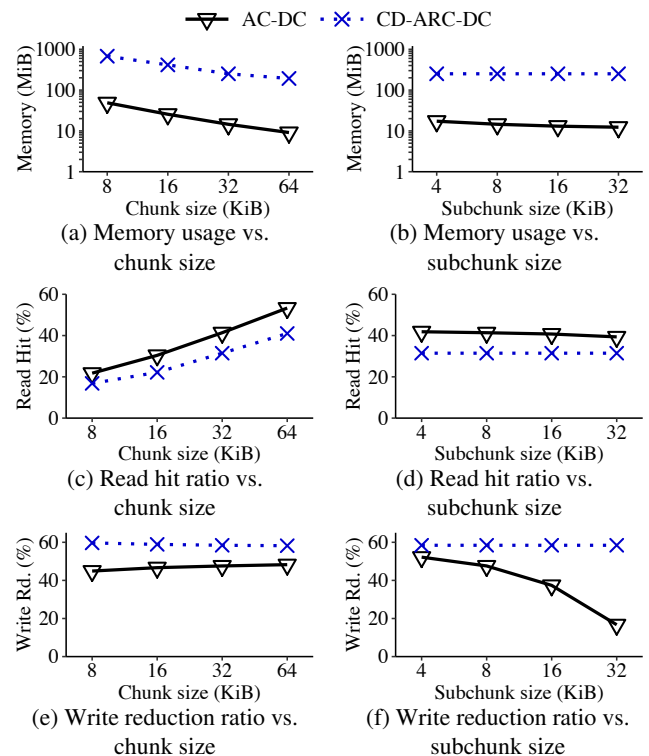 AC-DC CD-ARC-DC
1000
100
10
1
Memory (MiB)
8 16 32 64
Chunk size (KiB)
(a) Memory usage vs.
chunk size
1000
100
10
1
Memory (MiB)
4 8 16 32
Subchunk size (KiB)
(b) Memory usage vs.
subchunk size
60
40
20
0
Read Hit (%)
8 16 32 64
Chunk size (KiB)
(c) Read hit ratio vs.
chunk size
60
40
20
0
Read Hit (%)
4 8 16 32
Subchunk size (KiB)
(d) Read hit ratio vs.
subchunk size
60
40
20
0
Write Rd. (%)
8 16 32 64
Chunk size (KiB)
(e) Write reduction ratio vs.
chunk size
60
40
20
0
Write Rd. (%)
4 8 16 32
Subchunk size (KiB)
(f) Write reduction ratio vs.
subchunk size